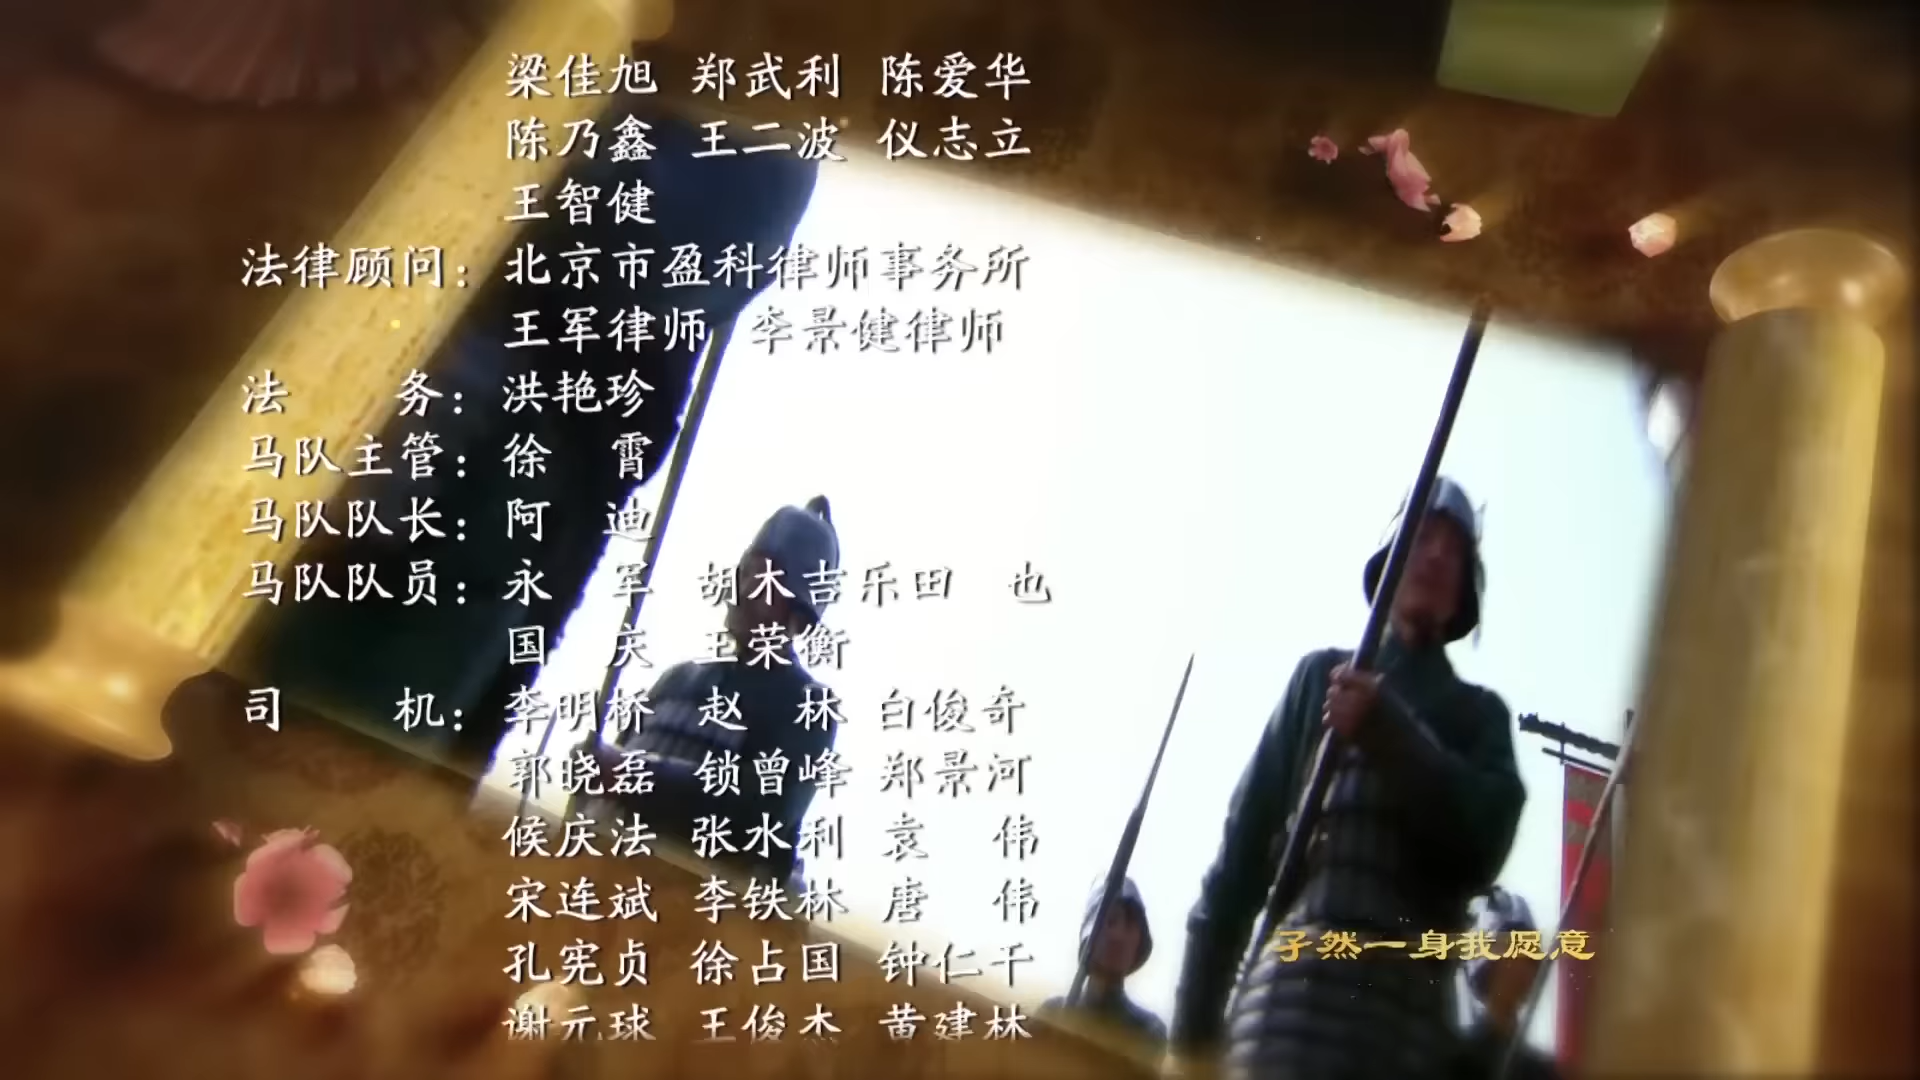 梁佳旭 郑武利 陈爱华
陈乃鑫 王二波 仪志立
王智健
法律顾问：北京市盈科律师事务所
王军律师 李景健律师
法 务：洪艳珍
马队主管：徐 霄
马队队长：阿 迪
马队队员：永 军 胡木吉乐 田 也
国 庆 王荣衡
司 机：李明桥 赵 林 白俊奇
郭晓磊 锁曾峰 郑景河
候庆法 张水利 袁 伟
宋连斌 李铁林 唐 伟
孔宪贞 徐占国 钟仁干
谢元球 王俊杰 黄建林
孑然一身我愿意